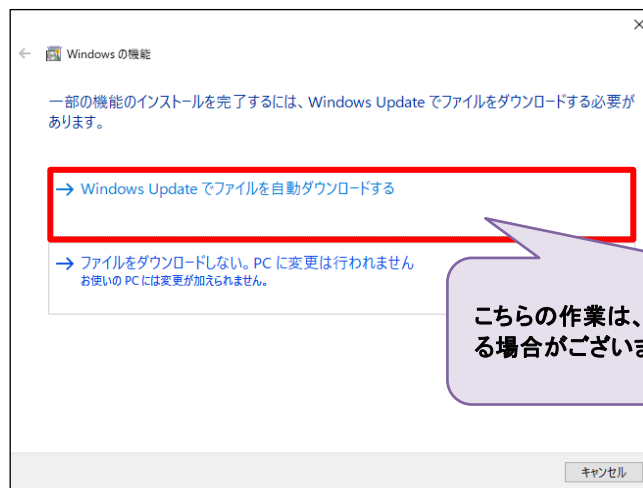 Windows の機能
一部の機能のインストールを完了するには、Windows Update でファイルをダウンロードする必要が
あります。
→ Windows Update でファイルを自動ダウンロードする
→ ファイルをダウンロードしない。PC に変更は行われません
お使いの PC には変更が加えられません。
こちらの作業は、
る場合がございま
キャンセル